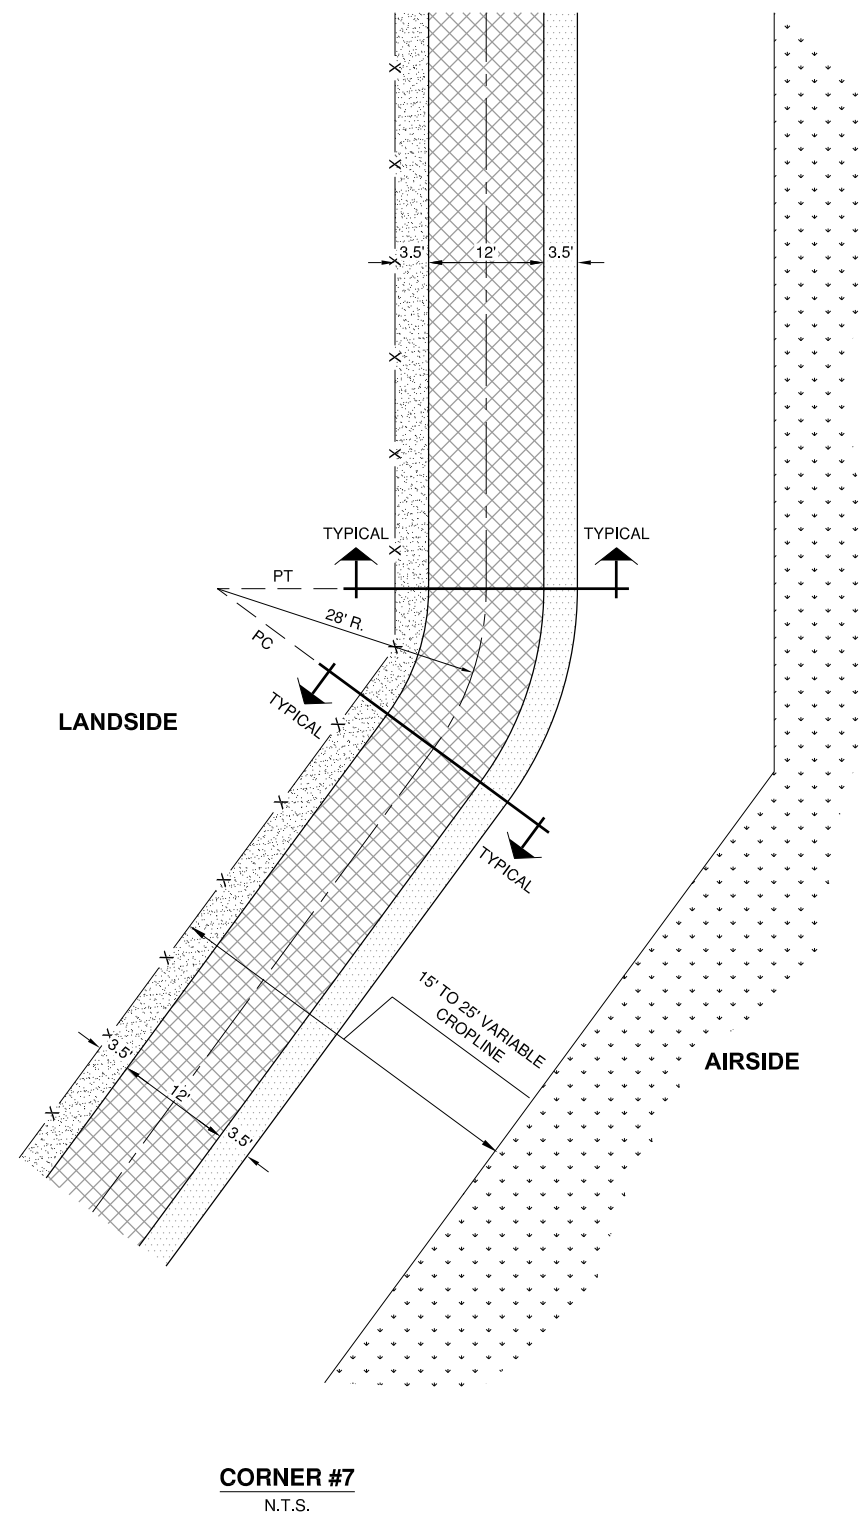 3.5' 12' 3.5'
TYPICAL TYPICAL
PT
28' R.
PC
TYPICAL
LANDSIDE
TYPICAL
15' TO 25' VARIABLE
CROPLINE
3.5'
12'
3.5'
AIRSIDE
CORNER #7
N.T.S.